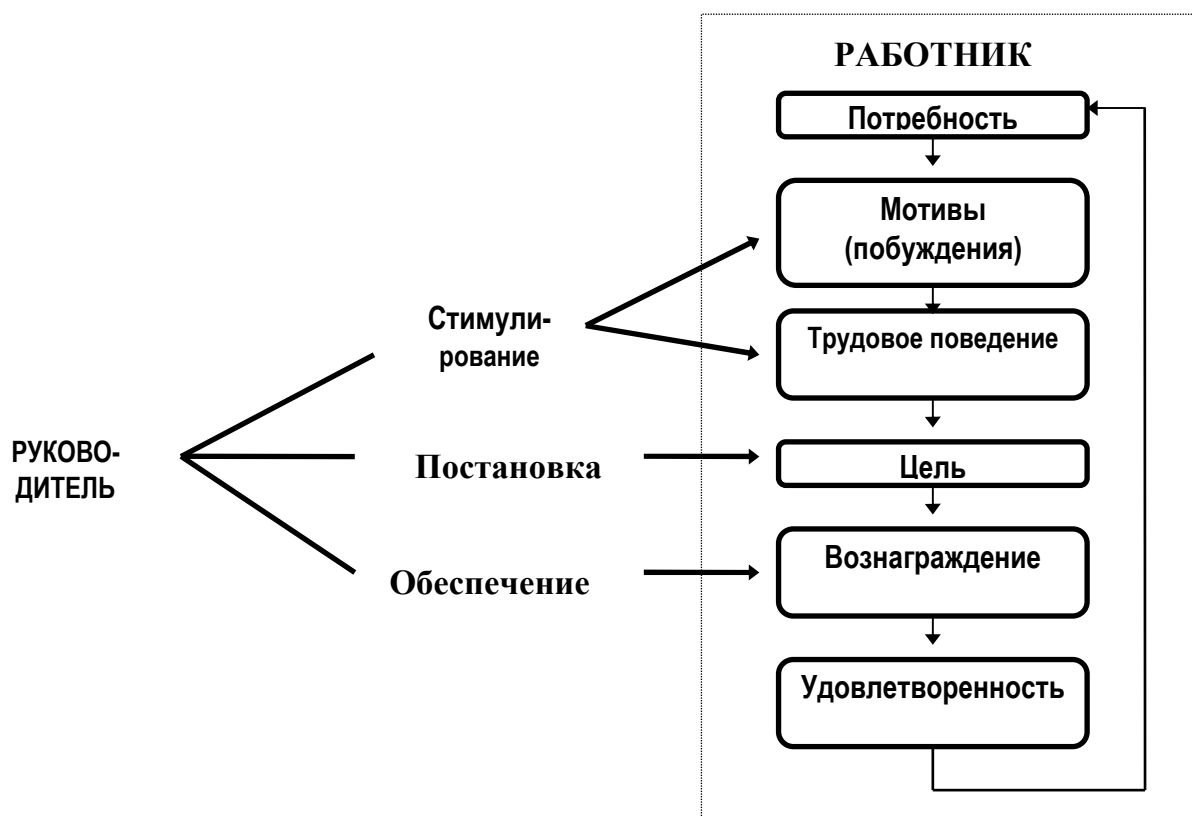 РАБОТНИК
Потребность
Мотивы
(побуждения)
Стимули-
рование
Трудовое поведение
РУКОВО-
ДИТЕЛЬ
Постановка
Цель
Вознаграждение
Обеспечение
Удовлетворенность